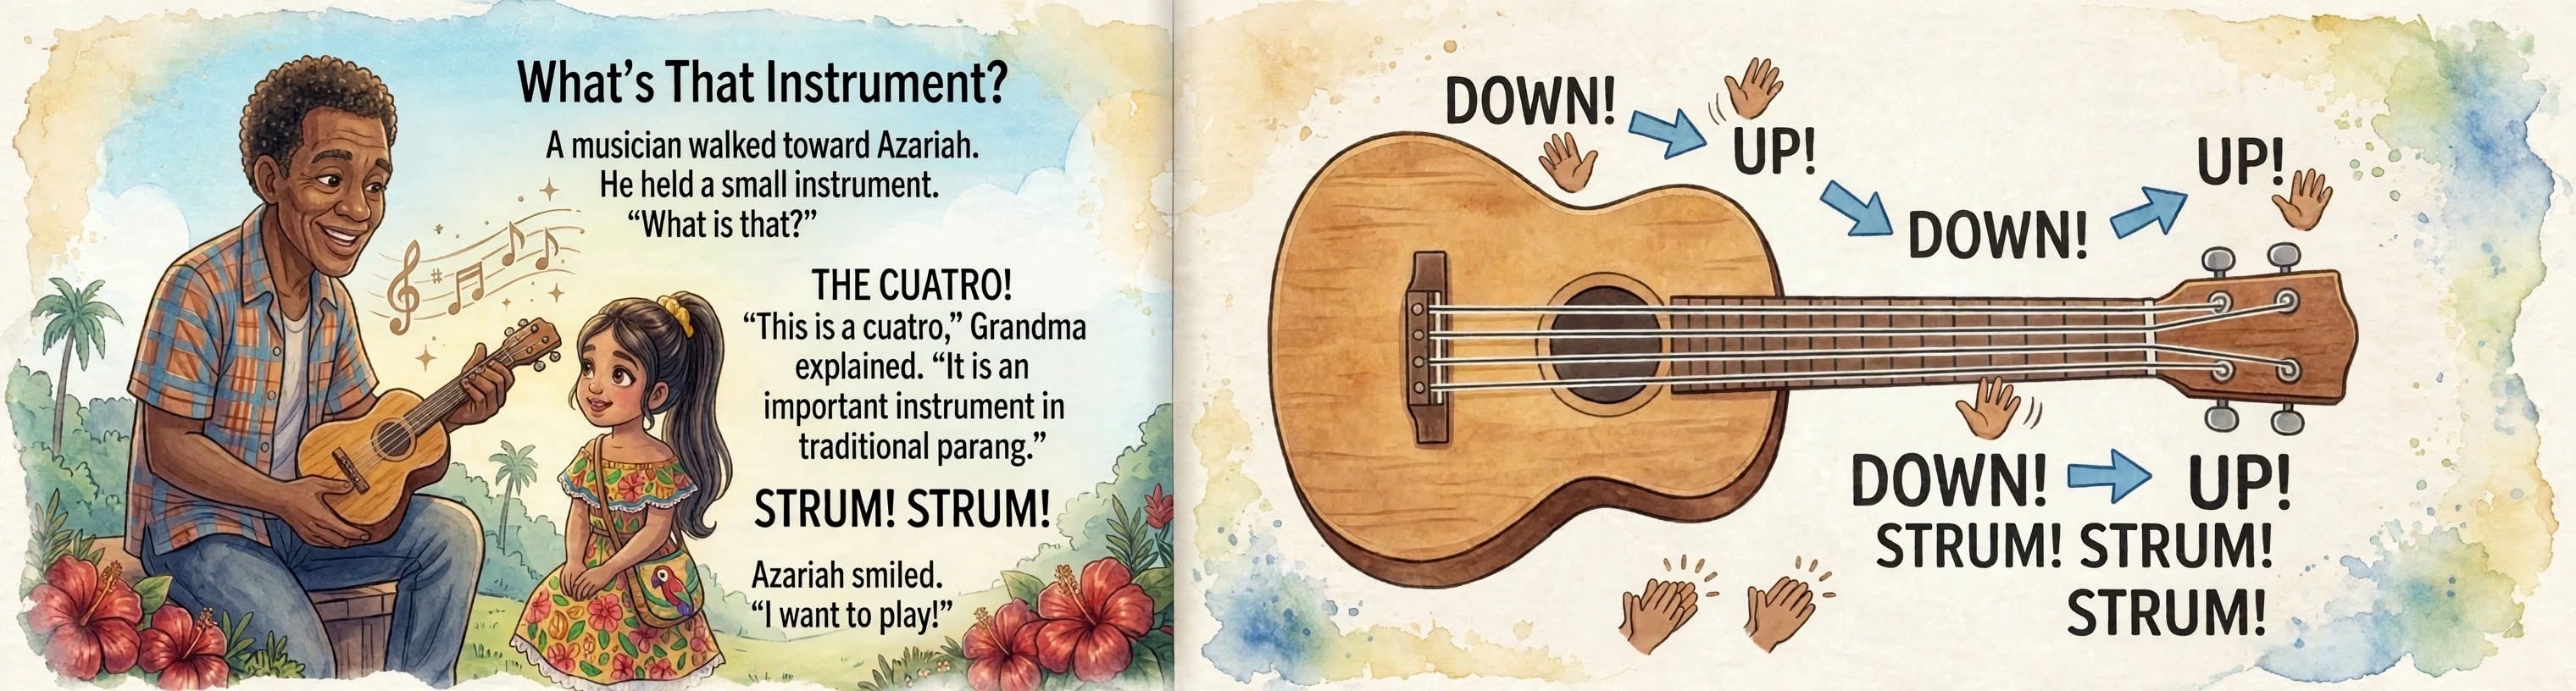 What's That Instrument?
A musician walked toward Azariah.
He held a small instrument.
“What is that?”
THE CUATRO!
“This is a cuatro,” Grandma
explained. “It is an
important instrument in
traditional parang.”
STRUM! STRUM!
Azariah smiled.
“I want to play!”
DOWN!
UP!
DOWN!
UP!
DOWN! UP!
STRUM! STRUM!
STRUM!